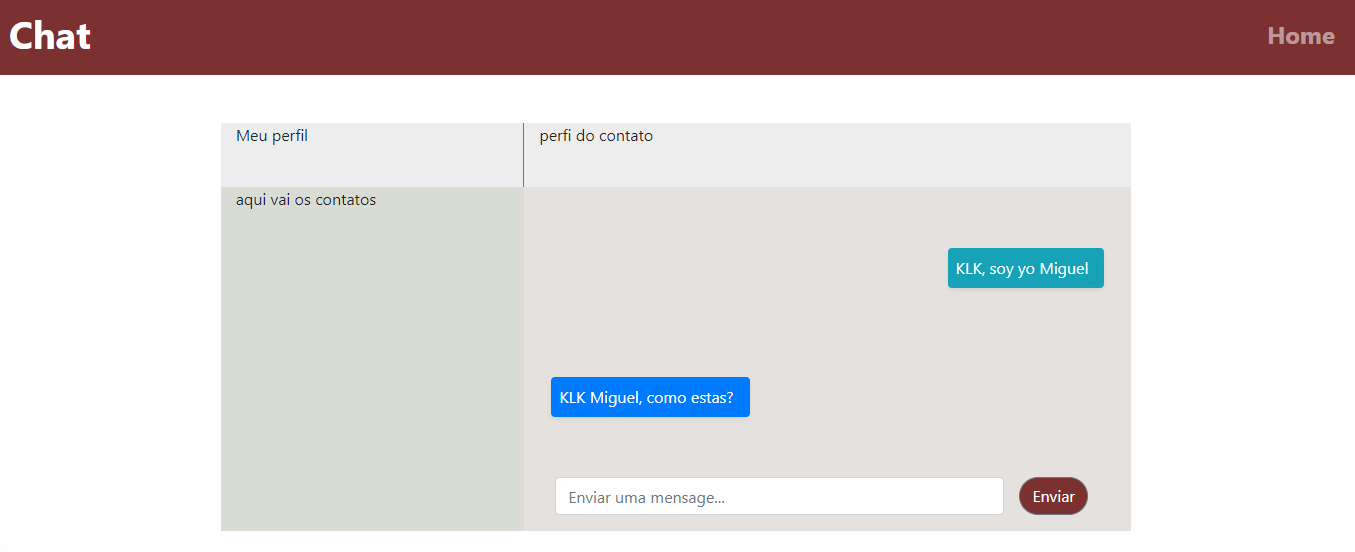 Chat
Home
Meu perfil
perfi do contato
aqui vai os contatos
KLK, soy yo Miguel
KLK Miguel, como estas?
Enviar uma mensage...
Enviar